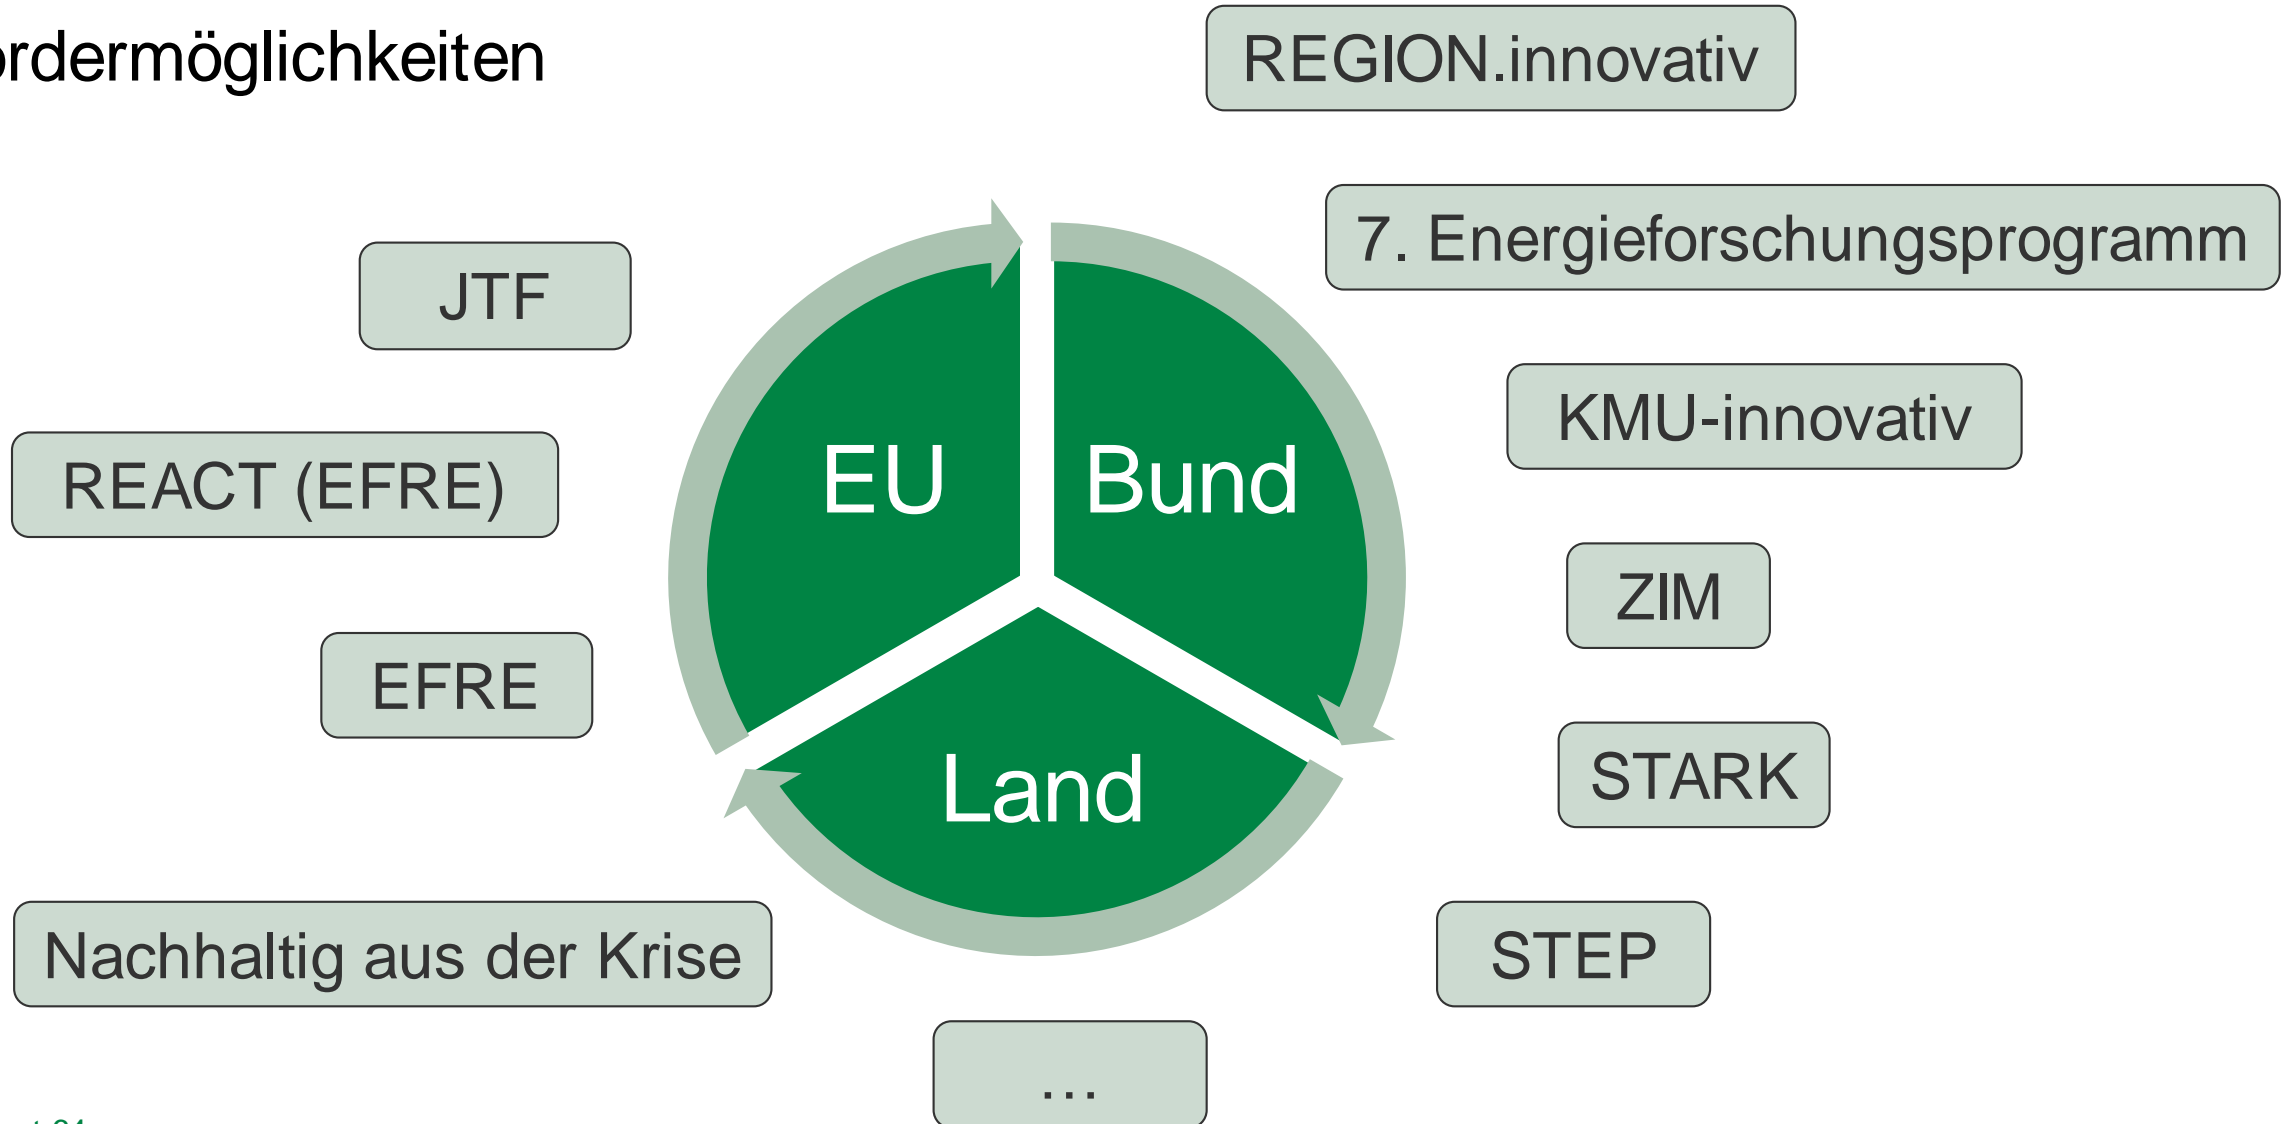 rdermöglichkeiten
REGION.innovativ
7. Energieforschungsprogramm
JTF
KMU-innovativ
REACT (EFRE)
EU
Bund
ZIM
EFRE
STARK
Land
Nachhaltig aus der Krise
STEP
…